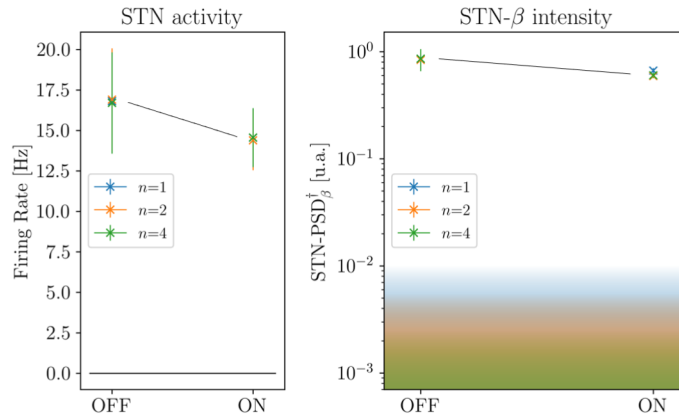 STN activity
20.0
17.5
15.0
12.5
10.0
7.5
5.0
2.5
0.0
Firing Rate [Hz]
n=1
n=2
n=4
OFF ON
STN-β intensity
10⁰
10⁻¹
10⁻²
10⁻³
STN-PSD†β [u.a.]
n=1
n=2
n=4
OFF ON